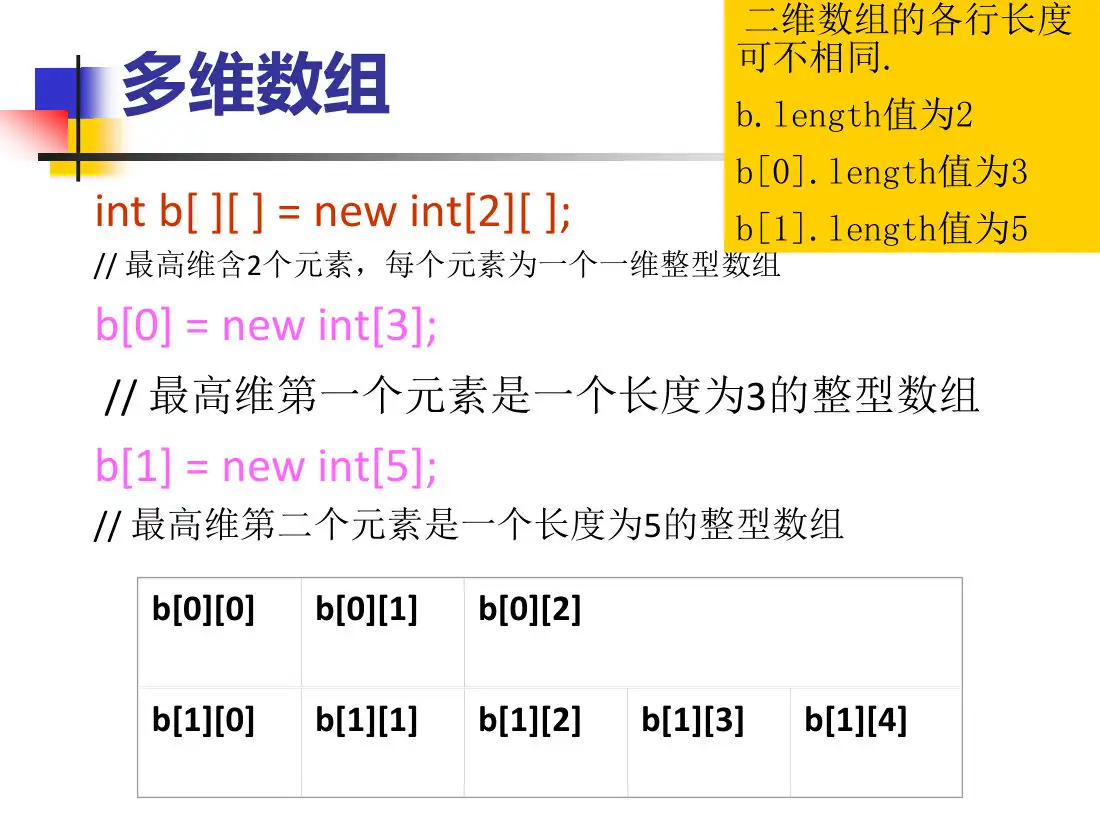 多维数组
二维数组的各行长度
可不相同.
b.length值为2
b[0].length值为3
b[1].length值为5
int b[ ][ ] = new int[2][ ];
// 最高维含2个元素，每个元素为一个一维整型数组
b[0] = new int[3];
// 最高维第一个元素是一个长度为3的整型数组
b[1] = new int[5];
// 最高维第二个元素是一个长度为5的整型数组
b[0][0] b[0][1] b[0][2]
b[1][0] b[1][1] b[1][2] b[1][3] b[1][4]